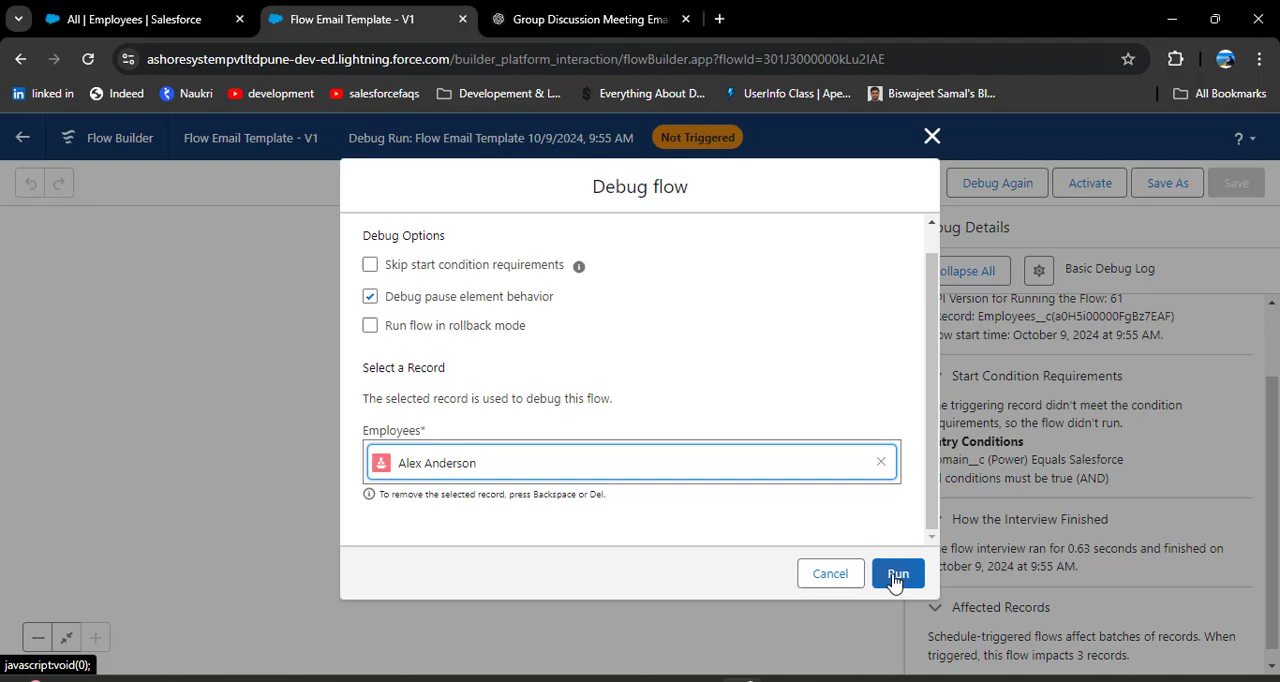 All | Employees | Salesforce
Flow Email Template - V1
Group Discussion Meeting Ema
ashoresystempvtltdpune-dev-ed.lightning.force.com/builder_platform_interaction/flowBuilder.app?flowId=301J3000000kLu2IAE
linked in
Indeed
Naukri
development
salesforcefaqs
Developement & L...
Everything About D...
UserInfo Class | Ape...
Biswajeet Samal's Bl...
All Bookmarks
Flow Builder
Flow Email Template - V1
Debug Run: Flow Email Template 10/9/2024, 9:55 AM
Not Triggered
?
Debug flow
Debug Again
Activate
Save As
Save
Debug Options
Skip start condition requirements
Debug pause element behavior
Run flow in rollback mode
Select a Record
The selected record is used to debug this flow.
Employees*
Alex Anderson
To remove the selected record, press Backspace or Del.
Cancel
Run
bug Details
ollapse All
Basic Debug Log
PI Version for Running the Flow: 61
ecord: Employees__c(a0H5i00000FgBz7EAF)
ow start time: October 9, 2024 at 9:55 AM.
Start Condition Requirements
e triggering record didn't meet the condition
quirements, so the flow didn't run.
ntry Conditions
omain__c (Power) Equals Salesforce
l conditions must be true (AND)
How the Interview Finished
e flow interview ran for 0.63 seconds and finished on
ctober 9, 2024 at 9:55 AM.
Affected Records
Schedule-triggered flows affect batches of records. When
triggered, this flow impacts 3 records.
javascript:void(0);